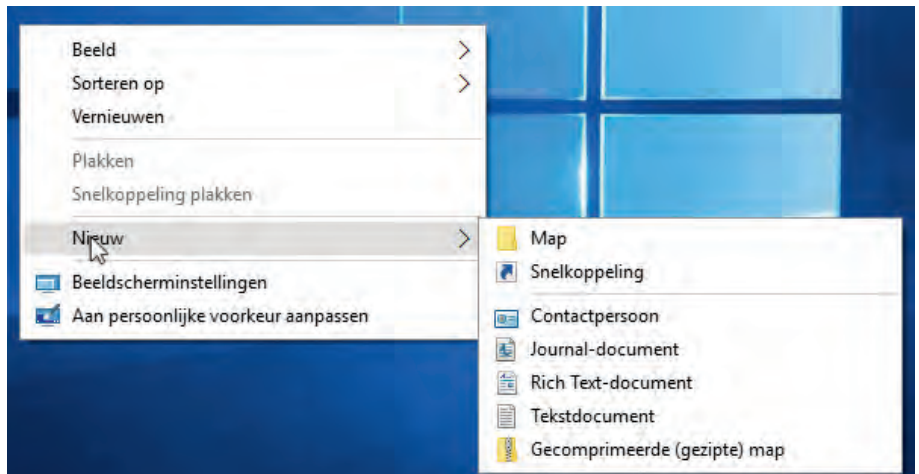 Beeld
Sorteren op
Vernieuwen
Plakken
Snelkoppeling plakken
Nieuw
Beeldscherminstellingen
Aan persoonlijke voorkeur aanpassen
Map
Snelkoppeling
Contactpersoon
Journal-document
Rich Text-document
Tekstdocument
Gecomprimeerde (gezipte) map